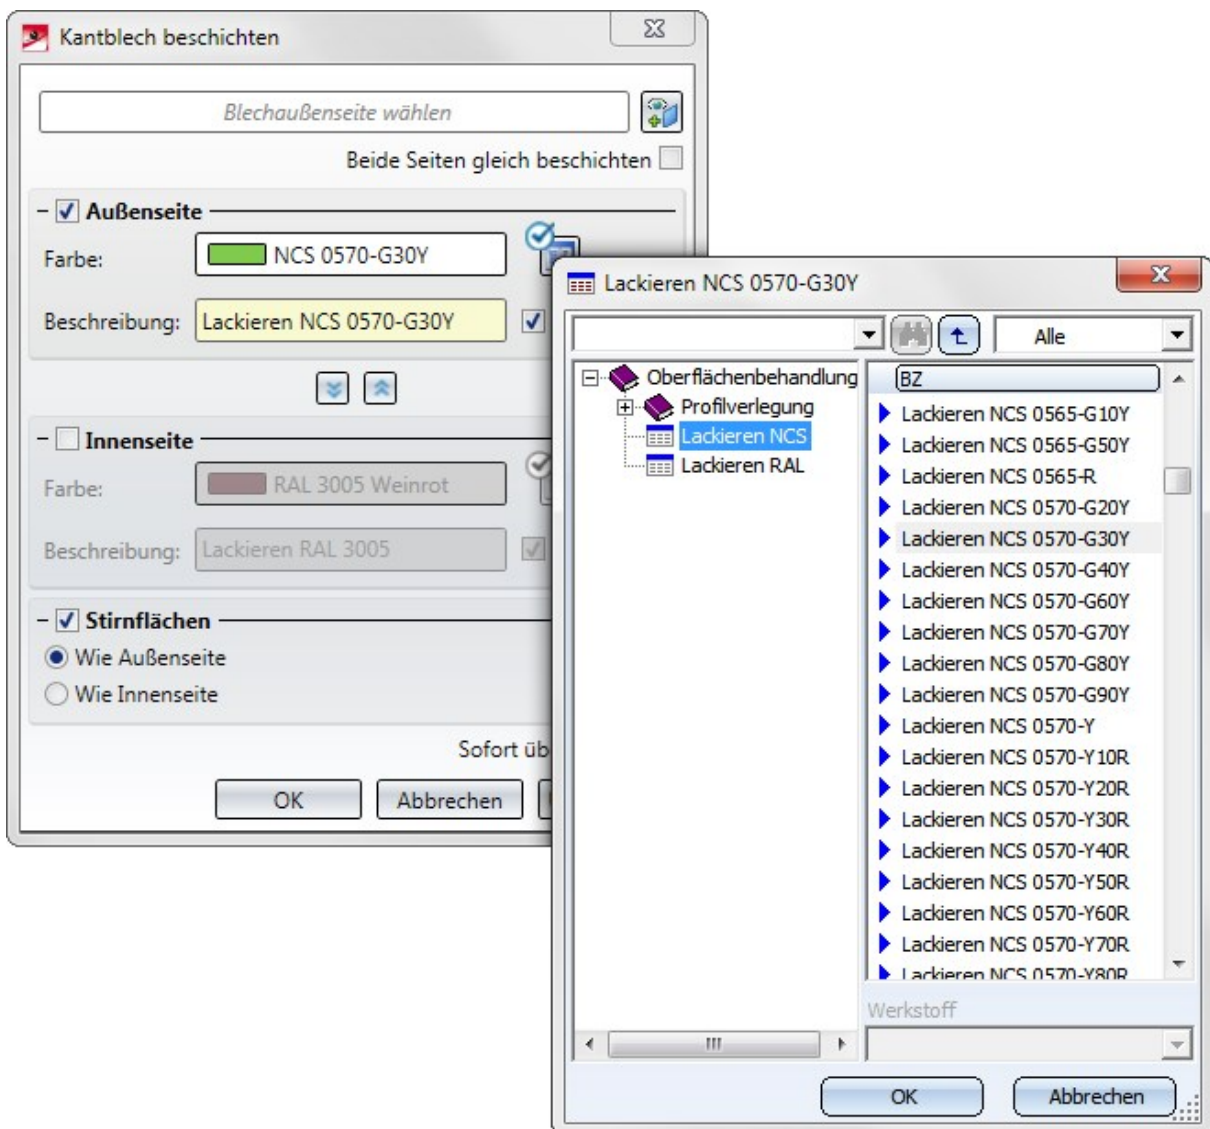 Kantblech beschichten
Blechaußenseite wählen
Beide Seiten gleich beschichten
Außenseite
Farbe: NCS 0570-G30Y
Beschreibung: Lackieren NCS 0570-G30Y
Innenseite
Farbe: RAL 3005 Weinrot
Beschreibung: Lackieren RAL 3005
Stirnflächen
Wie Außenseite
Wie Innenseite
Sofort üb
OK Abbrechen
Lackieren NCS 0570-G30Y
Alle
Oberflächenbehandlung
Profilverlegung
Lackieren NCS
Lackieren RAL
BZ
Lackieren NCS 0565-G10Y
Lackieren NCS 0565-G50Y
Lackieren NCS 0565-R
Lackieren NCS 0570-G20Y
Lackieren NCS 0570-G30Y
Lackieren NCS 0570-G40Y
Lackieren NCS 0570-G60Y
Lackieren NCS 0570-G70Y
Lackieren NCS 0570-G80Y
Lackieren NCS 0570-G90Y
Lackieren NCS 0570-Y
Lackieren NCS 0570-Y10R
Lackieren NCS 0570-Y20R
Lackieren NCS 0570-Y30R
Lackieren NCS 0570-Y40R
Lackieren NCS 0570-Y50R
Lackieren NCS 0570-Y60R
Lackieren NCS 0570-Y70R
Lackieren NCS 0570-Y80R
Werkstoff
OK Abbrechen